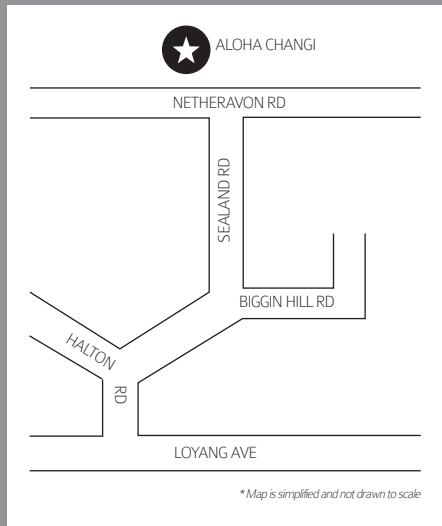 ALOHA CHANGI
NETHERAVON RD
SEALAND RD
BIGGIN HILL RD
HALTON
RD
LOYANG AVE
* Map is simplified and not drawn to scale